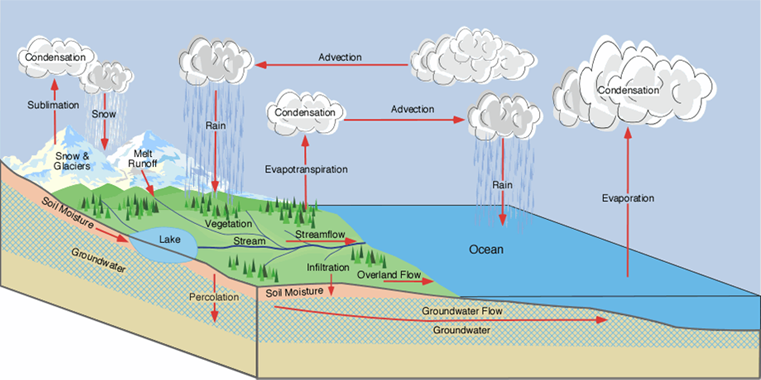 Condensation
Advection
Condensation
Sublimation
Snow
Condensation
Advection
Rain
Snow &
Glaciers
Melt
Runoff
Evapotranspiration
Rain
Evaporation
Soil Moisture
Vegetation
Lake
Stream
Streamflow
Ocean
Groundwater
Infiltration
Overland Flow
Percolation
Soil Moisture
Groundwater Flow
Groundwater